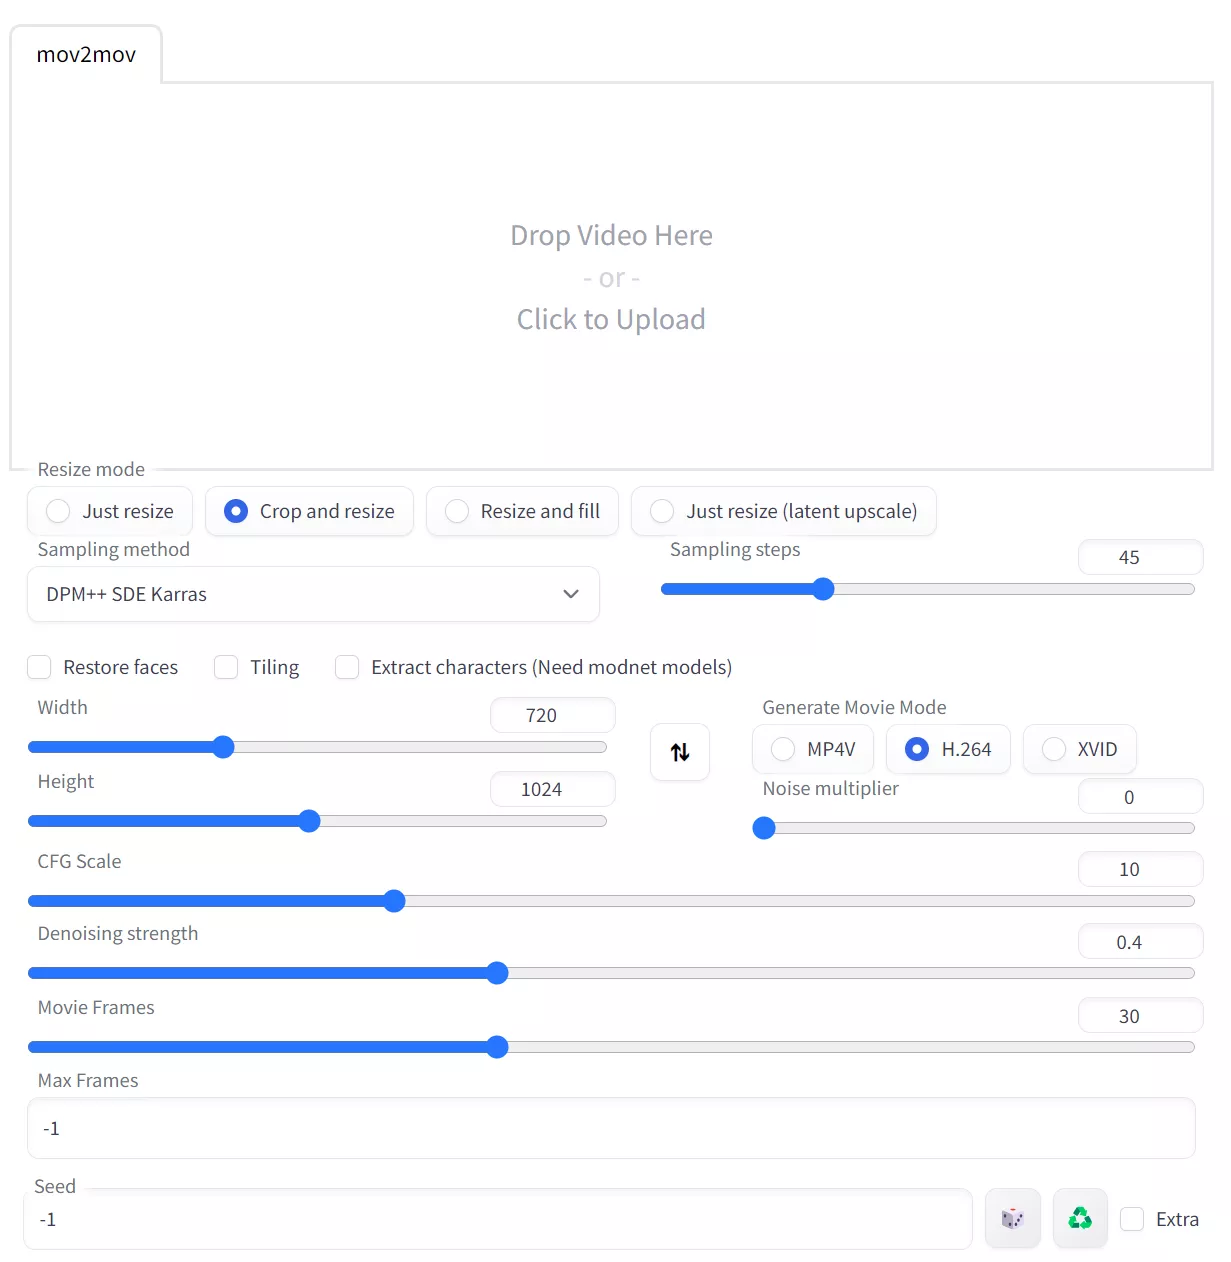 mov2mov
Drop Video Here
- or -
Click to Upload
Resize mode
Just resize
Crop and resize
Resize and fill
Just resize (latent upscale)
Sampling method
Sampling steps
45
DPM++ SDE Karras
Restore faces
Tiling
Extract characters (Need modnet models)
Width
720
Generate Movie Mode
MP4V
H.264
XVID
Height
1024
Noise multiplier
0
CFG Scale
10
Denoising strength
0.4
Movie Frames
30
Max Frames
-1
Seed
-1
Extra